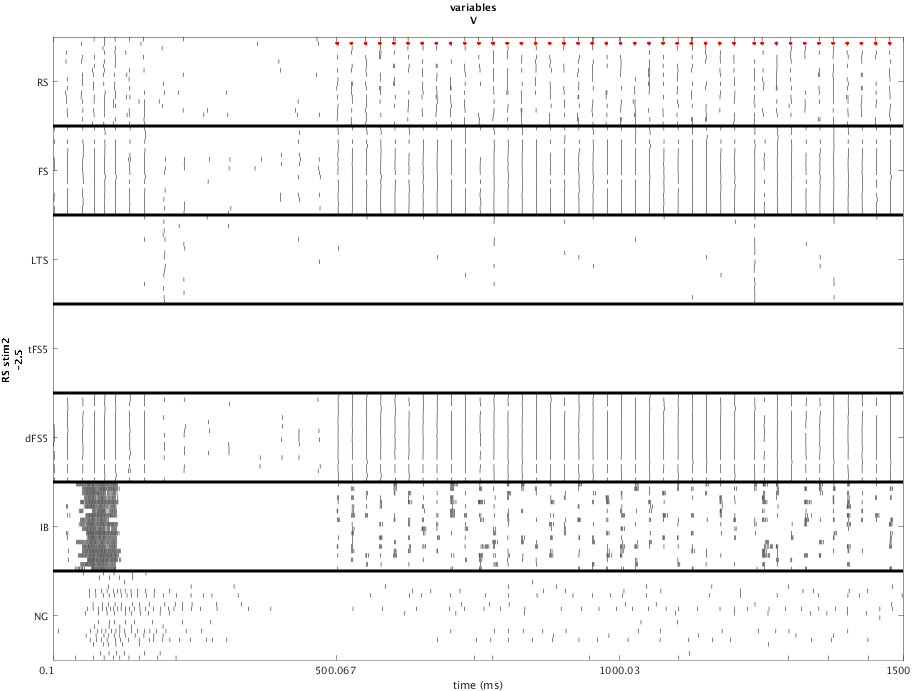 variables
V
RS
FS
LTS
tFS5
dFS5
IB
NG
RS stim2
-2.5
0.1
500.067
1000.03
1500
time (ms)